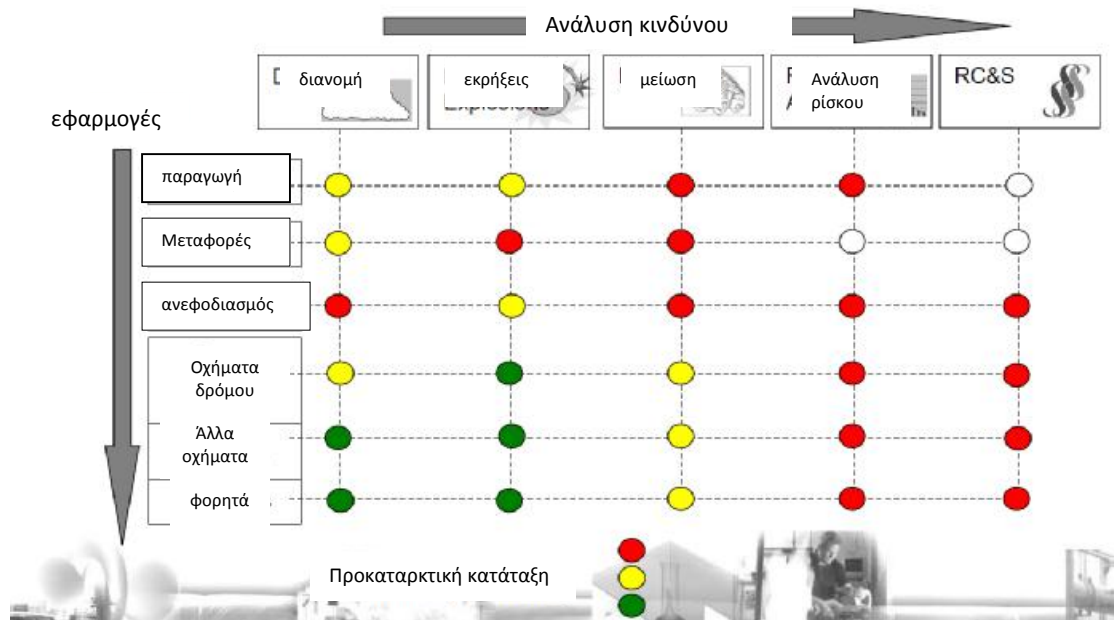 Ανάλυση κινδύνου
διανομή
εκρήξεις
μείωση
Ανάλυση
ρίσκου
RC&S
εφαρμογές
παραγωγή
Μεταφορές
ανεφοδιασμός
Οχήματα
δρόμου
Άλλα
οχήματα
φορητά
Προκαταρκτική κατάταξη